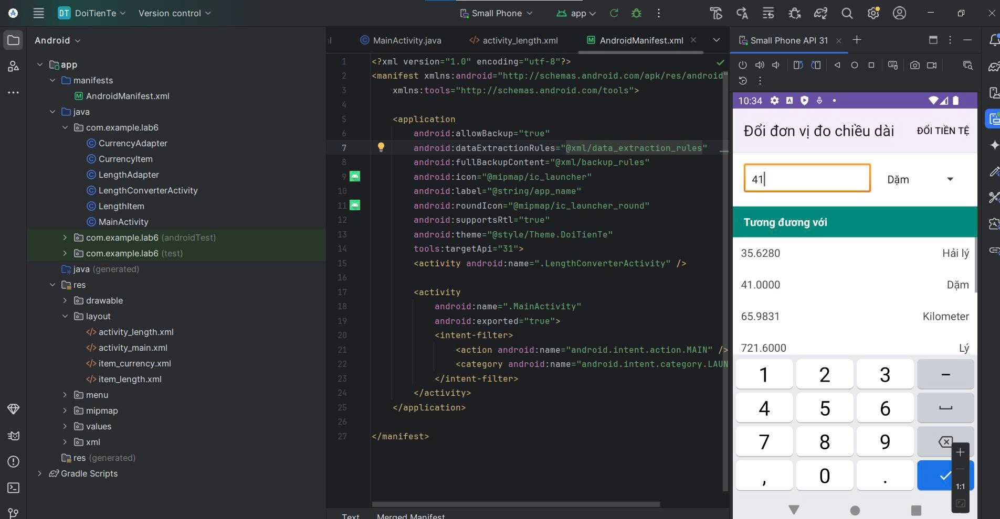 DT DoiTienTe Version control Small Phone app
Android
app
manifests
AndroidManifest.xml
java
com.example.lab6
CurrencyAdapter
CurrencyItem
LengthAdapter
LengthConverterActivity
LengthItem
MainActivity
com.example.lab6 (androidTest)
com.example.lab6 (test)
java (generated)
res
drawable
layout
activity_length.xml
activity_main.xml
item_currency.xml
item_length.xml
menu
mipmap
values
xml
res (generated)
Gradle Scripts
MainActivity.java activity_length.xml AndroidManifest.xml
1 <?xml version="1.0" encoding="utf-8"?>
2 <manifest xmlns:android="http://schemas.android.com/apk/res/android"
3 xmlns:tools="http://schemas.android.com/tools">
4
5 <application
6 android:allowBackup="true"
7 android:dataExtractionRules="@xml/data_extraction_rules"
8 android:fullBackupContent="@xml/backup_rules"
9 android:icon="@mipmap/ic_launcher"
10 android:label="@string/app_name"
11 android:roundIcon="@mipmap/ic_launcher_round"
12 android:supportsRtl="true"
13 android:theme="@style/Theme.DoiTienTe"
14 tools:targetApi="31">
15 <activity android:name=".LengthConverterActivity" />
16
17 <activity
18 android:name=".MainActivity"
19 android:exported="true">
20 <intent-filter>
21 <action android:name="android.intent.action.MAIN" />
22 <category android:name="android.intent.category.LAUN
23 </intent-filter>
24 </activity>
25 </application>
26
27 </manifest>
Text Merged Manifest
Small Phone API 31
10:34
Đổi đơn vị đo chiều dài ĐỔI TIỀN TỆ
41 Dặm
Tương đương với
35.6280 Hải lý
41.0000 Dặm
65.9831 Kilometer
721.6000 Lý
1 2 3 –
4 5 6
7 8 9
, 0 .
1:1